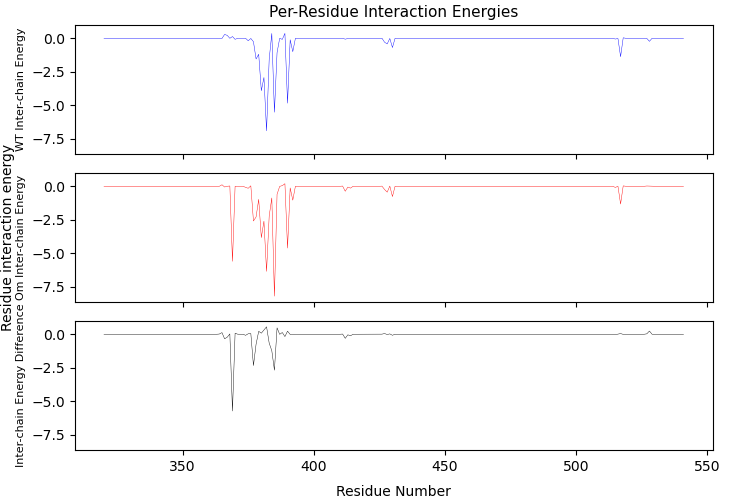 Per-Residue Interaction Energies
Residue interaction energy
WT Inter-chain Energy
0.0
−2.5
−5.0
−7.5
Om Inter-chain Energy
0.0
−2.5
−5.0
−7.5
Inter-chain Energy Difference
0.0
−2.5
−5.0
−7.5
350 400 450 500 550
Residue Number